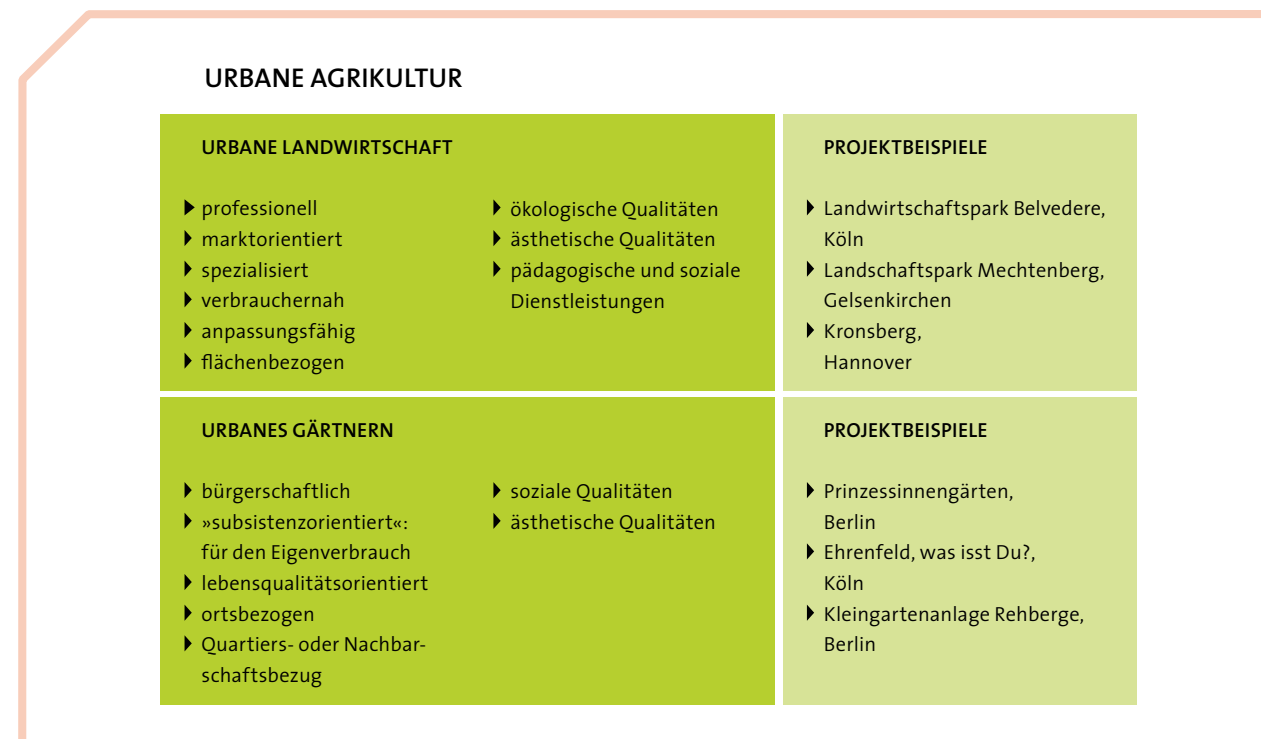 URBANE AGRIKULTUR
URBANE LANDWIRTSCHAFT
professionell
marktorientiert
spezialisiert
verbrauchernah
anpassungsfähig
flächenbezogen
ökologische Qualitäten
ästhetische Qualitäten
pädagogische und soziale
Dienstleistungen
PROJEKTBEISPIELE
Landwirtschaftspark Belvedere,
Köln
Landschaftspark Mechtenberg,
Gelsenkirchen
Kronsberg,
Hannover
URBANES GÄRTNERN
bürgerschaftlich
»subsistenzorientiert«:
für den Eigenverbrauch
lebensqualitätsorientiert
ortsbezogen
Quartiers- oder Nachbar-
schaftsbezug
soziale Qualitäten
ästhetische Qualitäten
PROJEKTBEISPIELE
Prinzessinnengärten,
Berlin
Ehrenfeld, was isst Du?,
Köln
Kleingartenanlage Rehberge,
Berlin